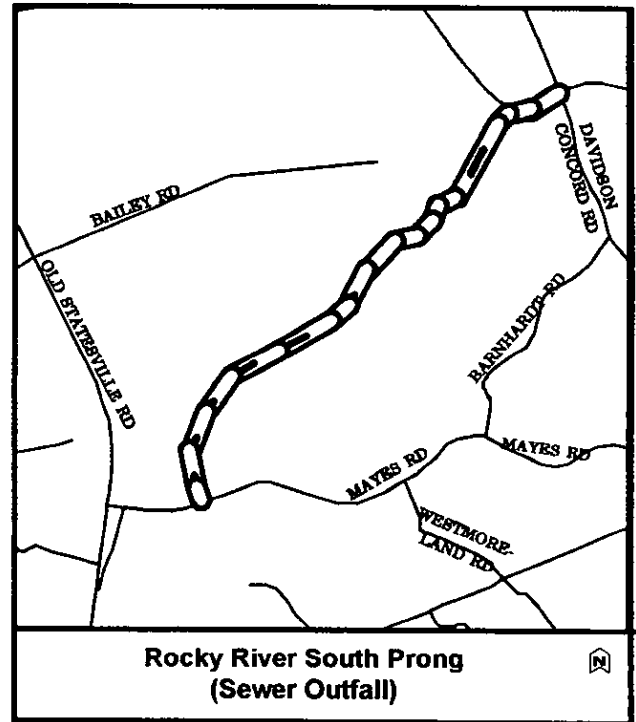 DAVIDSON
CONCORD RD
BAILEY RD
OLD STATESVILLE RD
BARNHARDT RD
MAYES RD
MAYES RD
WESTMORE-
LAND RD
Rocky River South Prong
(Sewer Outfall)
N